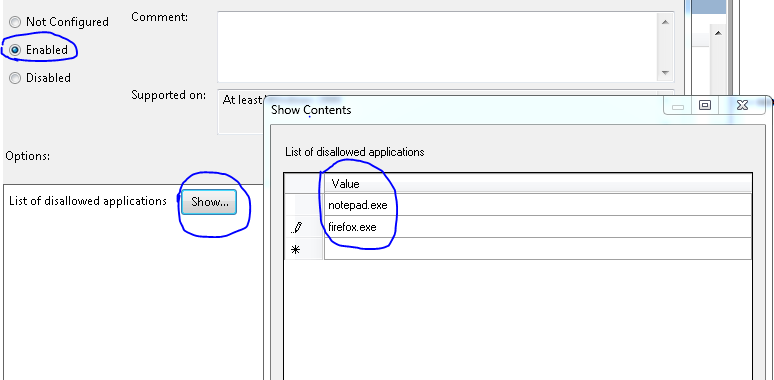 Not Configured
Comment:
Enabled
Disabled
Supported on:
At least
Show Contents
Options:
List of disallowed applications
Show...
List of disallowed applications
Value
notepad.exe
firefox.exe